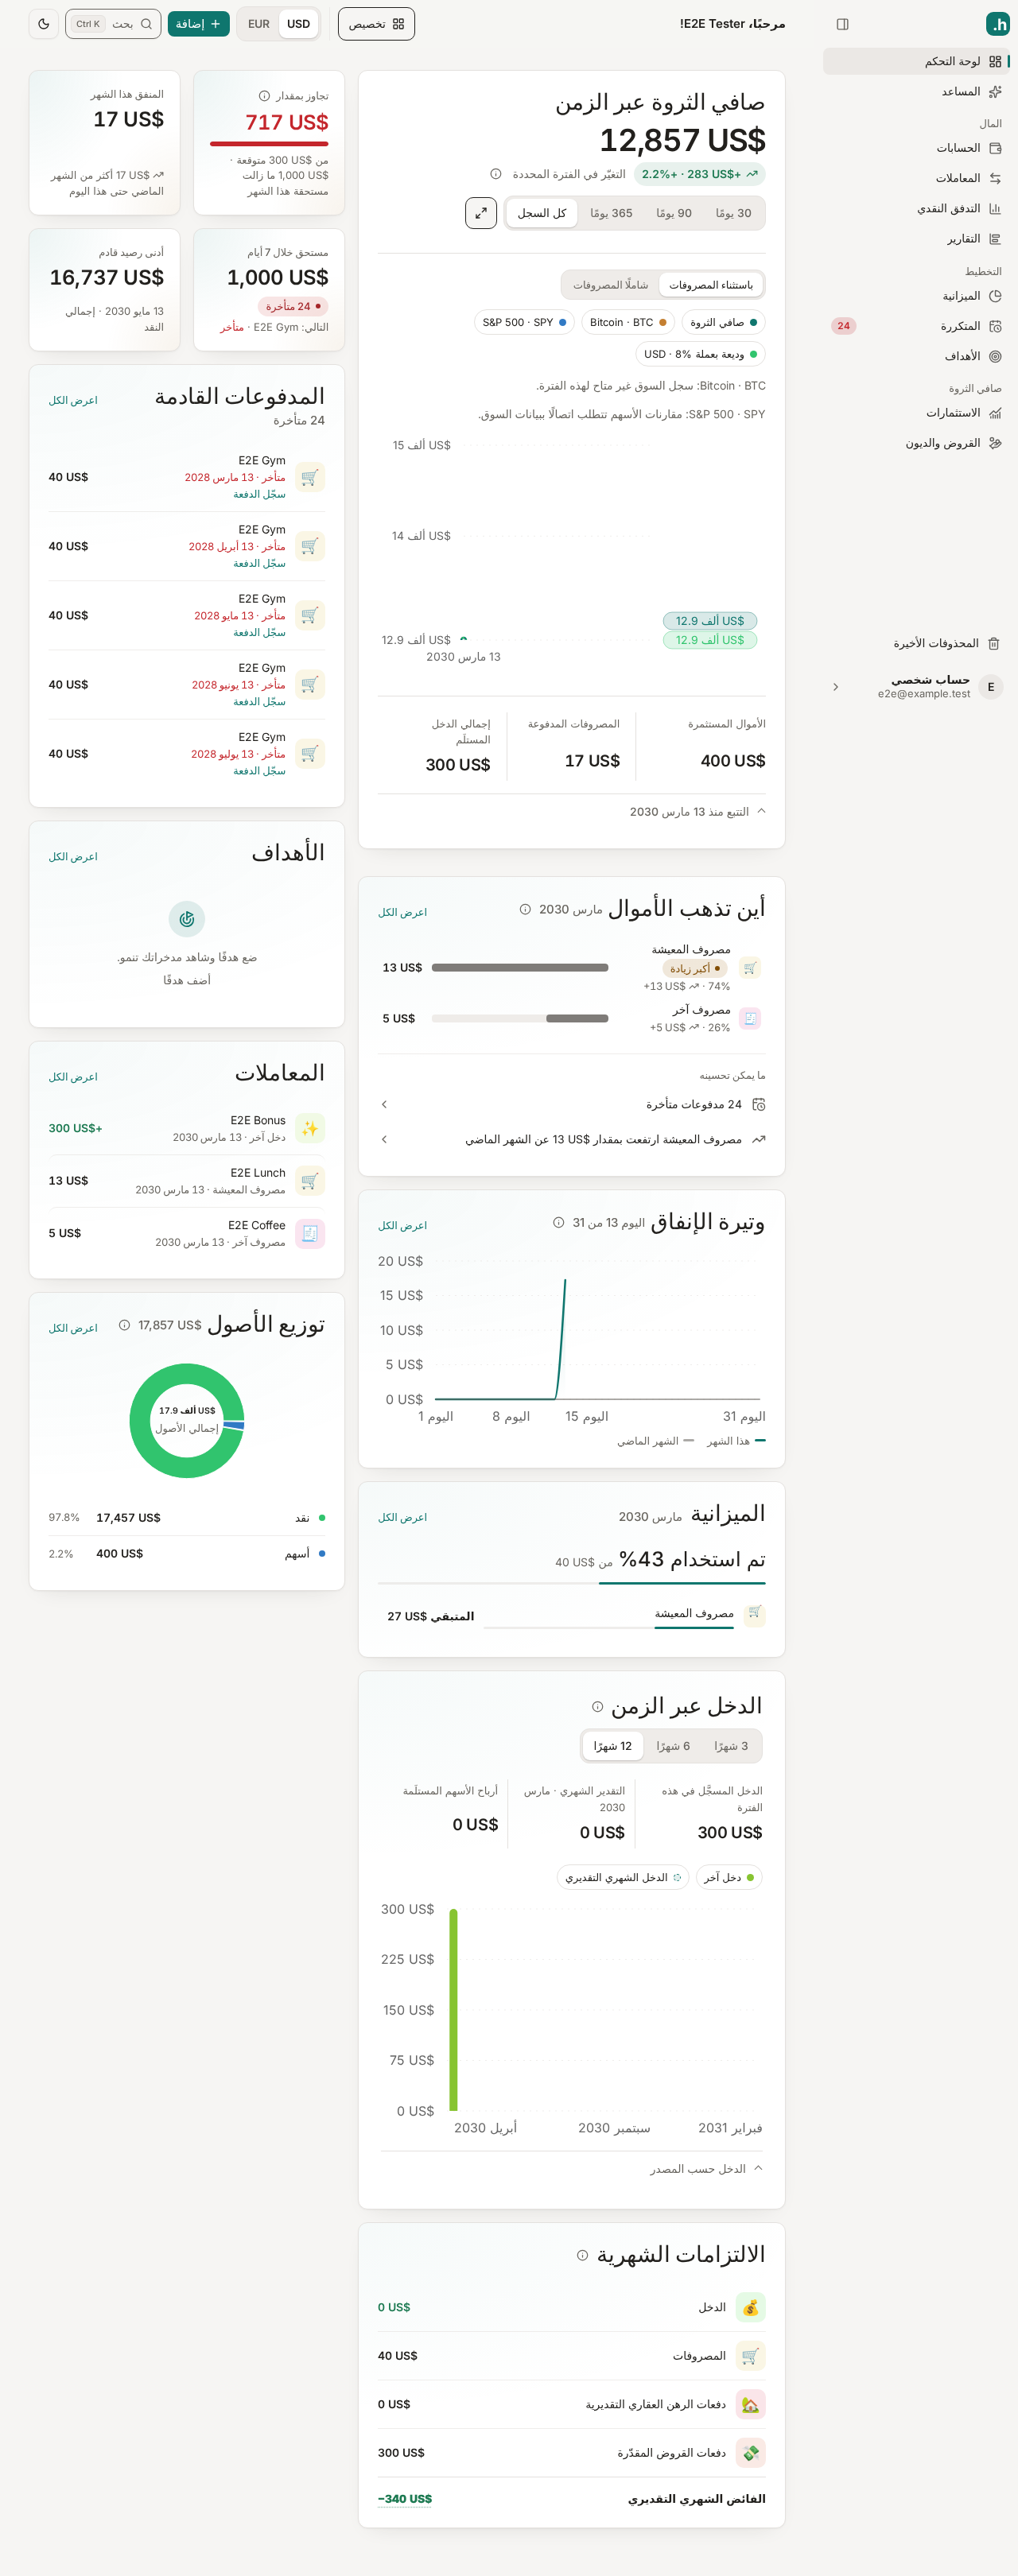 .h
لوحة التحكم
المساعد
المال
الحسابات
المعاملات
التدفق النقدي
التقارير
التخطيط
الميزانية
المتكررة 24
الأهداف
صافي الثروة
الاستثمارات
القروض والديون
المحذوفات الأخيرة
E
حساب شخصي
e2e@example.test
مرحبًا، E2E Tester!
تخصيص
USD EUR
إضافة
بحث Ctrl K
صافي الثروة عبر الزمن
12,857 US$
+283 US$ · +2.2% التغيّر في الفترة المحددة
30 يومًا 90 يومًا 365 يومًا كل السجل
باستثناء المصروفات شاملًا المصروفات
صافي الثروة Bitcoin · BTC S&P 500 · SPY
وديعة بعملة USD · 8%
Bitcoin · BTC: سجل السوق غير متاح لهذه الفترة.
S&P 500 · SPY: مقارنات الأسهم تتطلب اتصالًا ببيانات السوق.
15 ألف US$
14 ألف US$
12.9 ألف US$
12.9 ألف US$
12.9 ألف US$
13 مارس 2030
الأموال المستثمرة
400 US$
المصروفات المدفوعة
17 US$
إجمالي الدخل المستلَم
300 US$
التتبع منذ 13 مارس 2030
تجاوز بمقدار
717 US$
من 300 US$ متوقعة ·
1,000 US$ ما زالت
مستحقة هذا الشهر
المنفق هذا الشهر
17 US$
17 US$ أكثر من الشهر
الماضي حتى هذا اليوم
مستحق خلال 7 أيام
1,000 US$
24 متأخرة
التالي: E2E Gym · متأخر
أدنى رصيد قادم
16,737 US$
13 مايو 2030 · إجمالي
النقد
المدفوعات القادمة اعرض الكل
24 متأخرة
E2E Gym
متأخر · 13 مارس 2028
سجّل الدفعة
40 US$
E2E Gym
متأخر · 13 أبريل 2028
سجّل الدفعة
40 US$
E2E Gym
متأخر · 13 مايو 2028
سجّل الدفعة
40 US$
E2E Gym
متأخر · 13 يونيو 2028
سجّل الدفعة
40 US$
E2E Gym
متأخر · 13 يوليو 2028
سجّل الدفعة
40 US$
أين تذهب الأموال مارس 2030 اعرض الكل
مصروف المعيشة
أكبر زيادة
74% · +13 US$
13 US$
مصروف آخر
26% · +5 US$
5 US$
ما يمكن تحسينه
24 مدفوعات متأخرة
مصروف المعيشة ارتفعت بمقدار 13 US$ عن الشهر الماضي
الأهداف اعرض الكل
ضع هدفًا وشاهد مدخراتك تنمو.
أضف هدفًا
المعاملات اعرض الكل
E2E Bonus
دخل آخر · 13 مارس 2030
+300 US$
E2E Lunch
مصروف المعيشة · 13 مارس 2030
13 US$
E2E Coffee
مصروف آخر · 13 مارس 2030
5 US$
وتيرة الإنفاق اليوم 13 من 31 اعرض الكل
20 US$
15 US$
10 US$
5 US$
0 US$
اليوم 1 اليوم 8 اليوم 15 اليوم 31
هذا الشهر الشهر الماضي
توزيع الأصول 17,857 US$ اعرض الكل
17.9 ألف US$
إجمالي الأصول
نقد 17,457 US$ 97.8%
أسهم 400 US$ 2.2%
الميزانية مارس 2030 اعرض الكل
تم استخدام 43% من 40 US$
مصروف المعيشة
المتبقي 27 US$
الدخل عبر الزمن
3 شهرًا 6 شهرًا 12 شهرًا
الدخل المسجَّل في هذه الفترة
300 US$
التقدير الشهري · مارس 2030
0 US$
أرباح الأسهم المستلَمة
0 US$
دخل آخر الدخل الشهري التقديري
300 US$
225 US$
150 US$
75 US$
0 US$
أبريل 2030 سبتمبر 2030 فبراير 2031
الدخل حسب المصدر
الالتزامات الشهرية
الدخل 0 US$
المصروفات 40 US$
دفعات الرهن العقاري التقديرية 0 US$
دفعات القروض المقدّرة 300 US$
الفائض الشهري التقديري −340 US$